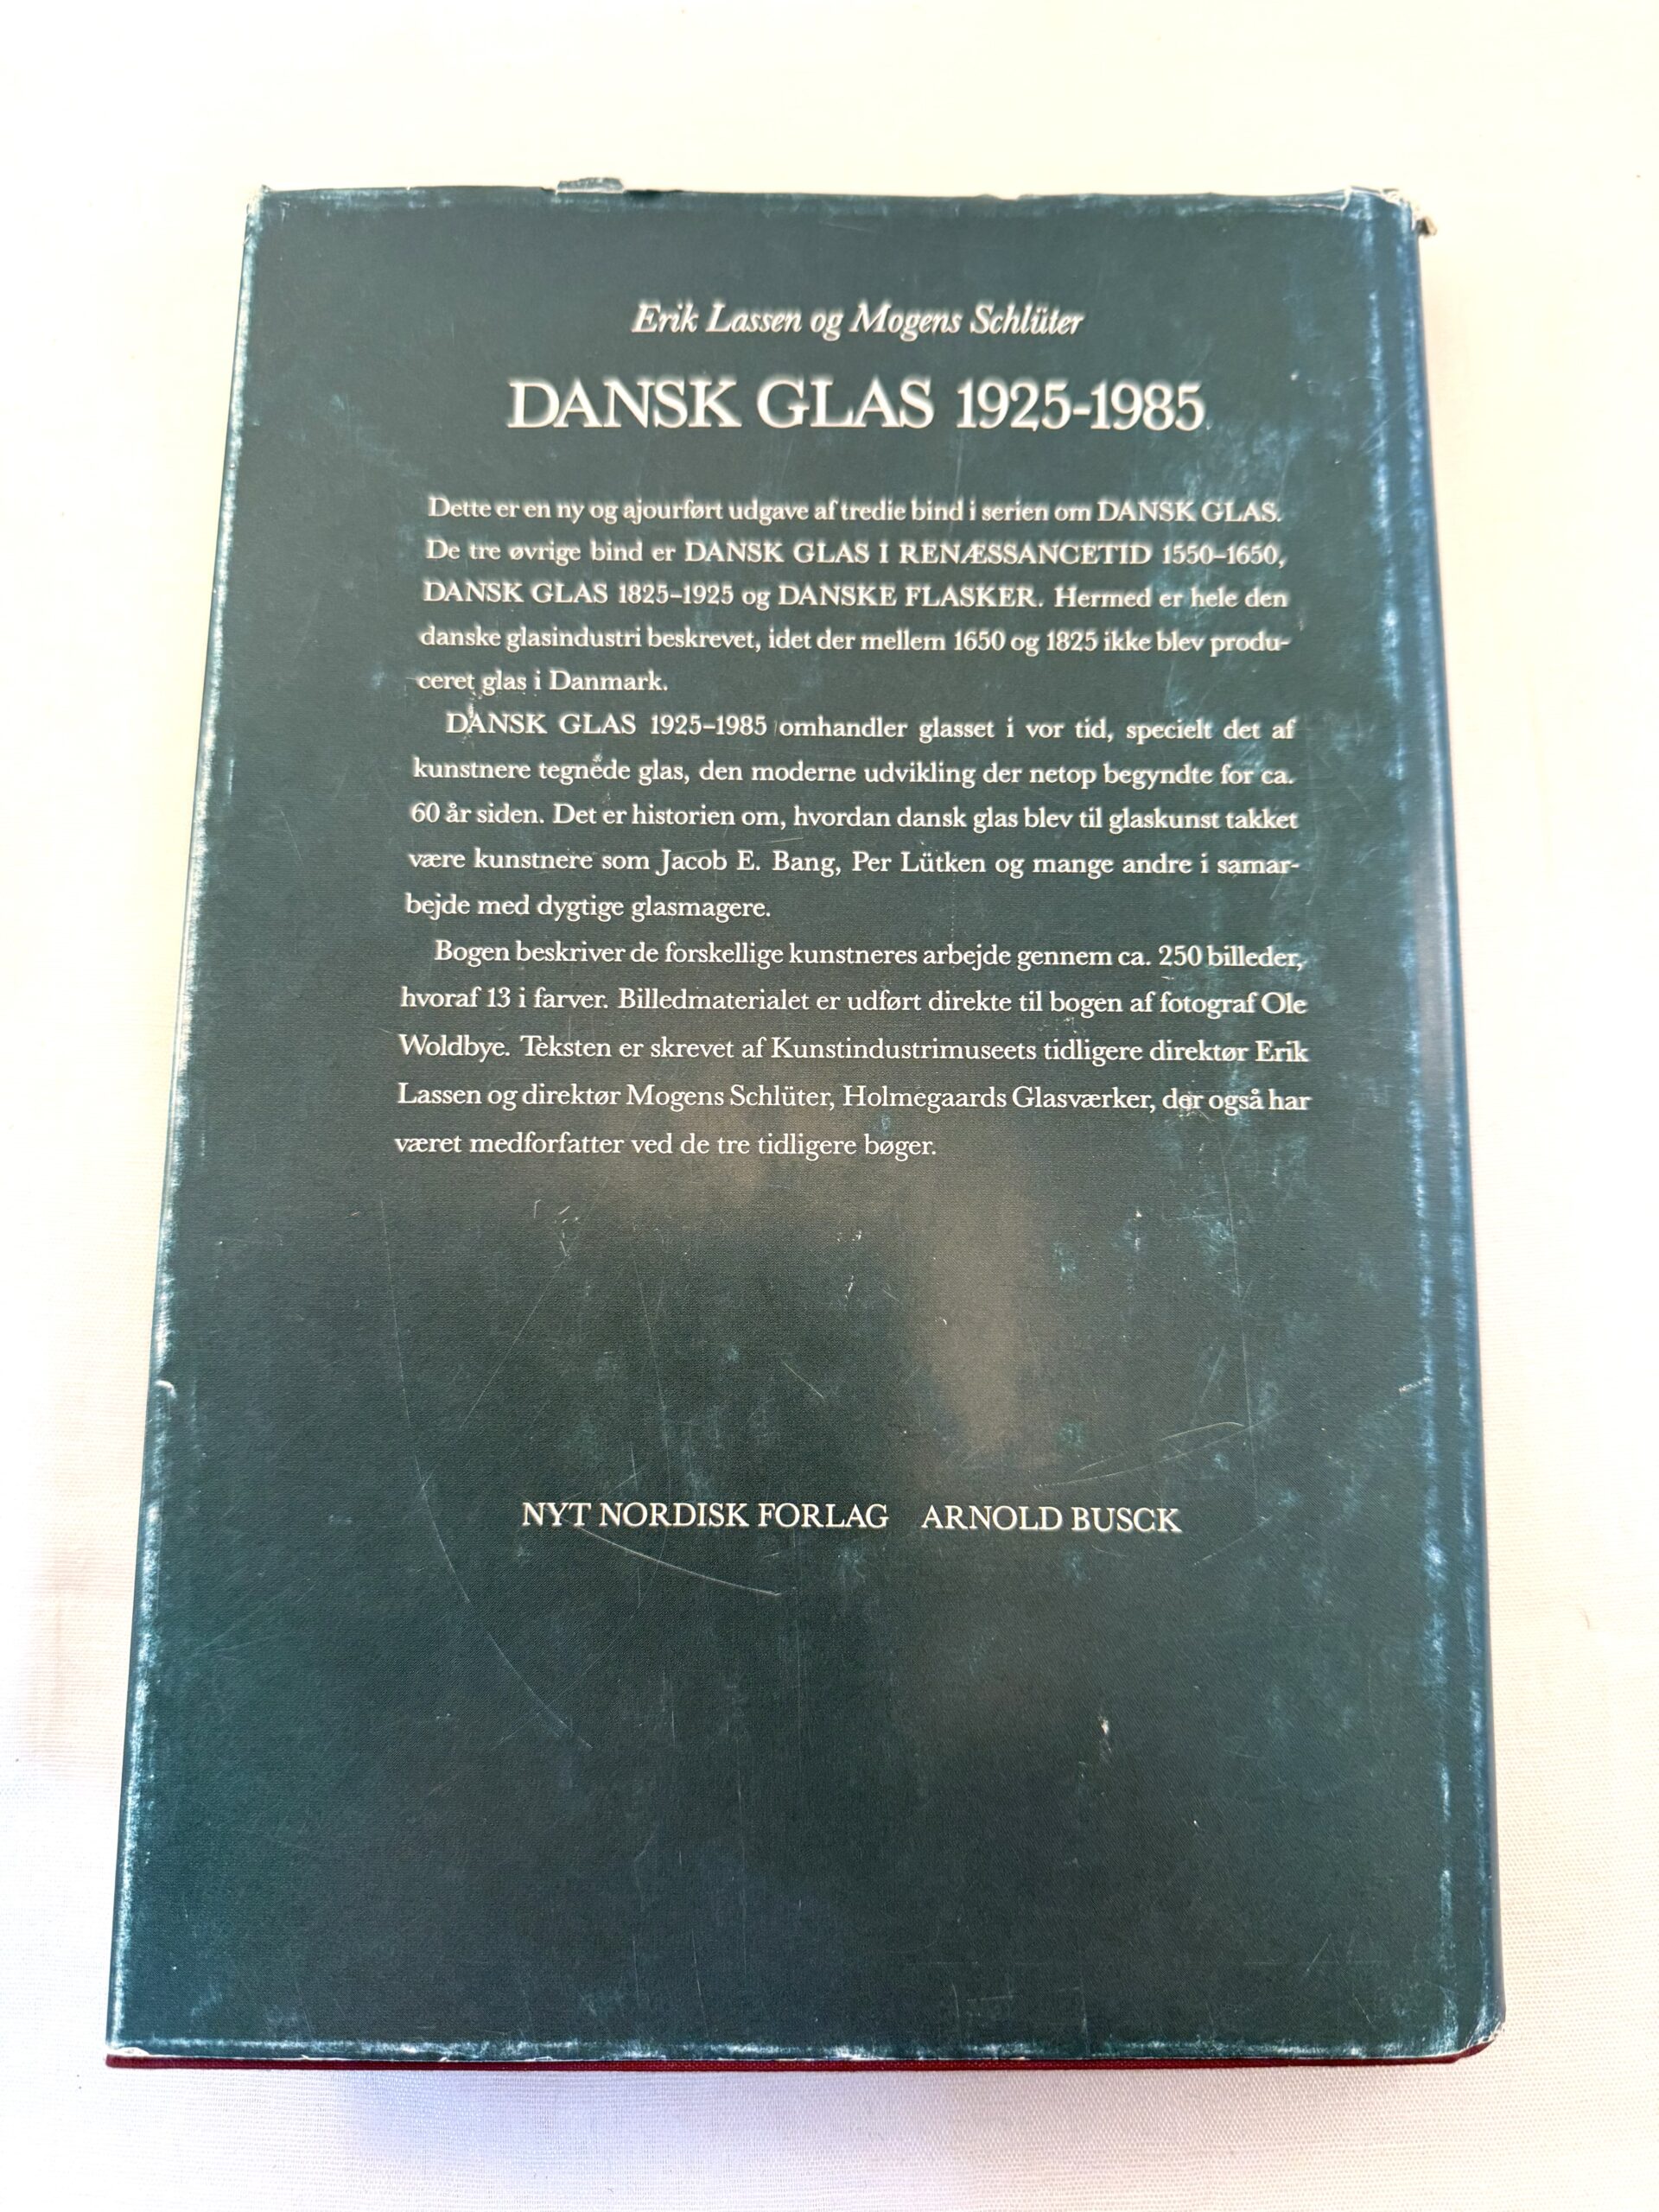 Erik Lassen og Mogens Schlüter
DANSK GLAS 1925-1985
Dette er en ny og ajourført udgave af tredie bind i serien om DANSK GLAS.
De tre øvrige bind er DANSK GLAS I RENÆSSANCETID 1550–1650,
DANSK GLAS 1825–1925 og DANSKE FLASKER. Hermed er hele den
danske glasindustri beskrevet, idet der mellem 1650 og 1825 ikke blev produ-
ceret glas i Danmark.
DANSK GLAS 1925–1985 omhandler glasset i vor tid, specielt det af
kunstnere tegnede glas, den moderne udvikling der netop begyndte for ca.
60 år siden. Det er historien om, hvordan dansk glas blev til glaskunst takket
være kunstnere som Jacob E. Bang, Per Lütken og mange andre i samar-
bejde med dygtige glasmagere.
Bogen beskriver de forskellige kunstneres arbejde gennem ca. 250 billeder,
hvoraf 13 i farver. Billedmaterialet er udført direkte til bogen af fotograf Ole
Woldbye. Teksten er skrevet af Kunstindustrimuseets tidligere direktør Erik
Lassen og direktør Mogens Schlüter, Holmegaards Glasværker, der også har
været medforfatter ved de tre tidligere bøger.
NYT NORDISK FORLAG ARNOLD BUSCK